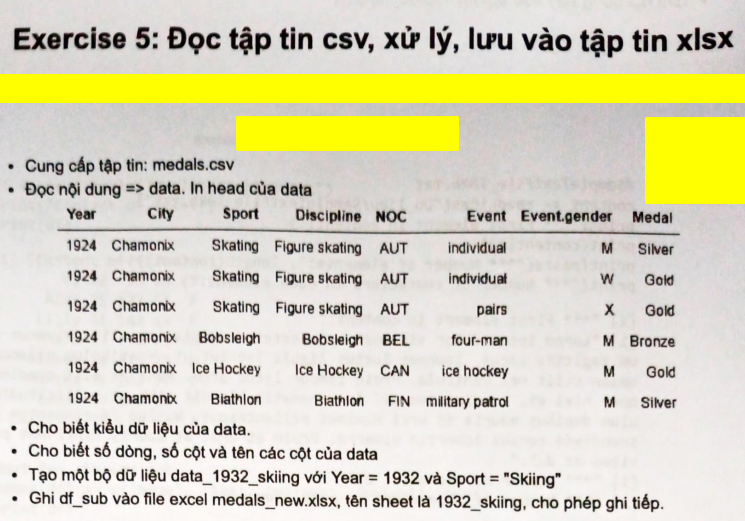 Exercise 5: Đọc tập tin csv, xử lý, lưu vào tập tin xlsx
• Cung cấp tập tin: medals.csv
• Đọc nội dung => data. In head của data
Year City Sport Discipline NOC Event Event.gender Medal
1924 Chamonix Skating Figure skating AUT individual M Silver
1924 Chamonix Skating Figure skating AUT individual W Gold
1924 Chamonix Skating Figure skating AUT pairs X Gold
1924 Chamonix Bobsleigh Bobsleigh BEL four-man M Bronze
1924 Chamonix Ice Hockey Ice Hockey CAN ice hockey M Gold
1924 Chamonix Biathlon Biathlon FIN military patrol M Silver
• Cho biết kiểu dữ liệu của data.
• Cho biết số dòng, số cột và tên các cột của data
• Tạo một bộ dữ liệu data_1932_skiing với Year = 1932 và Sport = "Skiing"
• Ghi df_sub vào file excel medals_new.xlsx, tên sheet là 1932_skiing, cho phép ghi tiếp.